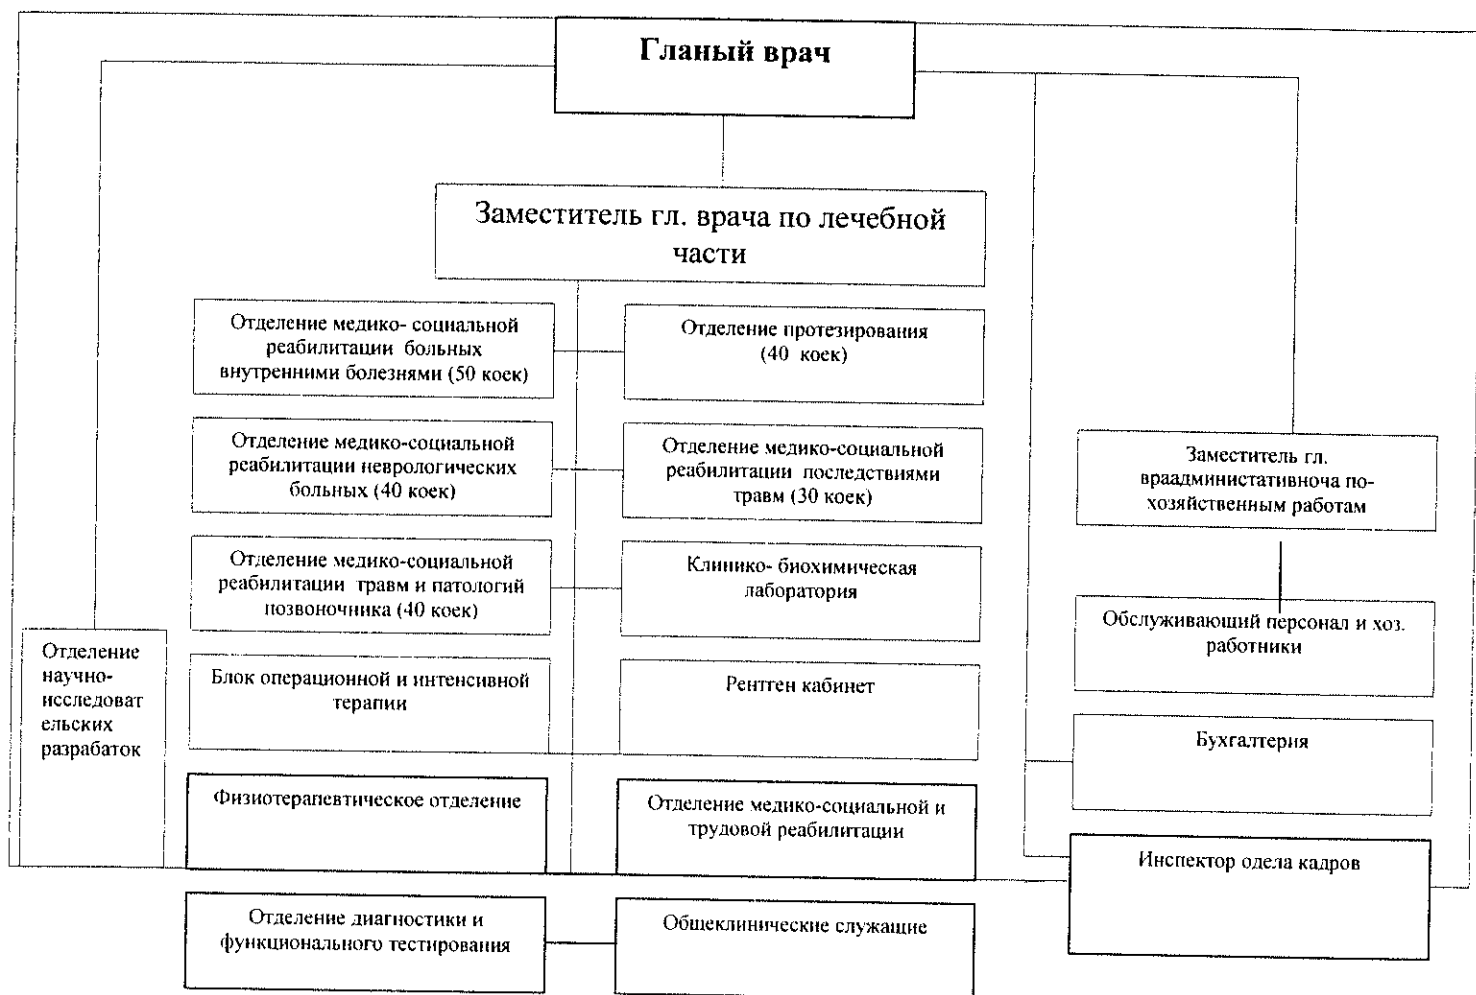 Гланый врач
Заместитель гл. врача по лечебной
части
Отделение медико- социальной
реабилитации больных
внутренними болезнями (50 коек)
Отделение протезирования
(40 коек)
Отделение медико-социальной
реабилитации неврологических
больных (40 коек)
Отделение медико-социальной
реабилитации последствиями
травм (30 коек)
Заместитель гл.
враадминистативноча по-
хозяйственным работам
Отделение медико-социальной
реабилитации травм и патологий
позвоночника (40 коек)
Клинико- биохимическая
лаборатория
Обслуживающий персонал и хоз.
работники
Отделение
научно-
исследоват
ельских
разрабаток
Блок операционной и интенсивной
терапии
Рентген кабинет
Бухгалтерия
Физиотерапевтическое отделение
Отделение медико-социальной и
трудовой реабилитации
Инспектор одела кадров
Отделение диагностики и
функционального тестирования
Общеклинические служащие